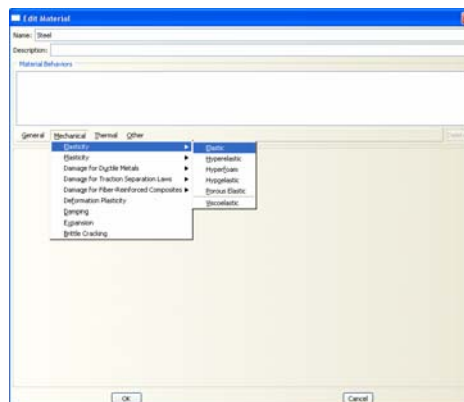 Edit Material
Name: Steel
Description:
Material Behaviors
General Mechanical Thermal Other
Elasticity
Plasticity
Damage for Ductile Metals
Damage for Traction Separation Laws
Damage for Fiber-Reinforced Composites
Deformation Plasticity
Damping
Expansion
Brittle Cracking
Elastic
Hyperelastic
Hyperfoam
Hypoelastic
Porous Elastic
Viscoelastic
OK Cancel